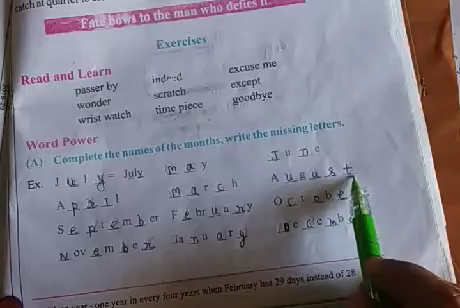 Fate bows to the man who defies it.
Exercises
Read and Learn
passer by indeed excuse me
wonder scratch except
wrist watch time piece goodbye
Word Power
(A) Complete the names of the months, write the missing letters.
Ex. J u l y = July m a y J u n e
A p r i l m a r c h A u g u s t
S e p t e m b e r F e b r u a r y O c t o b e
N o v e m b e r J a n u a r y D e c e m b
year - one year in every four years when February has 29 days instead of 28.